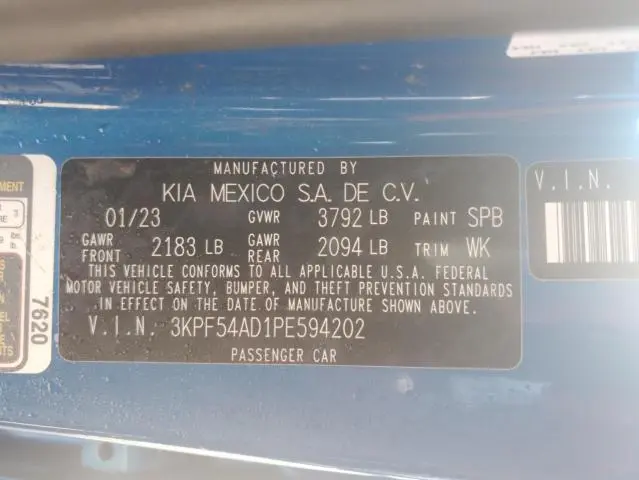 MANUFACTURED BY
KIA MEXICO S.A. DE C.V.
01/23 GVWR 3792 LB PAINT SPB
GAWR FRONT 2183 LB GAWR REAR 2094 LB TRIM WK
THIS VEHICLE CONFORMS TO ALL APPLICABLE U.S.A. FEDERAL
MOTOR VEHICLE SAFETY, BUMPER, AND THEFT PREVENTION STANDARDS
IN EFFECT ON THE DATE OF MANUFACTURE SHOWN ABOVE.
V.I.N. 3KPF54AD1PE594202
PASSENGER CAR
7620
V.I.N.